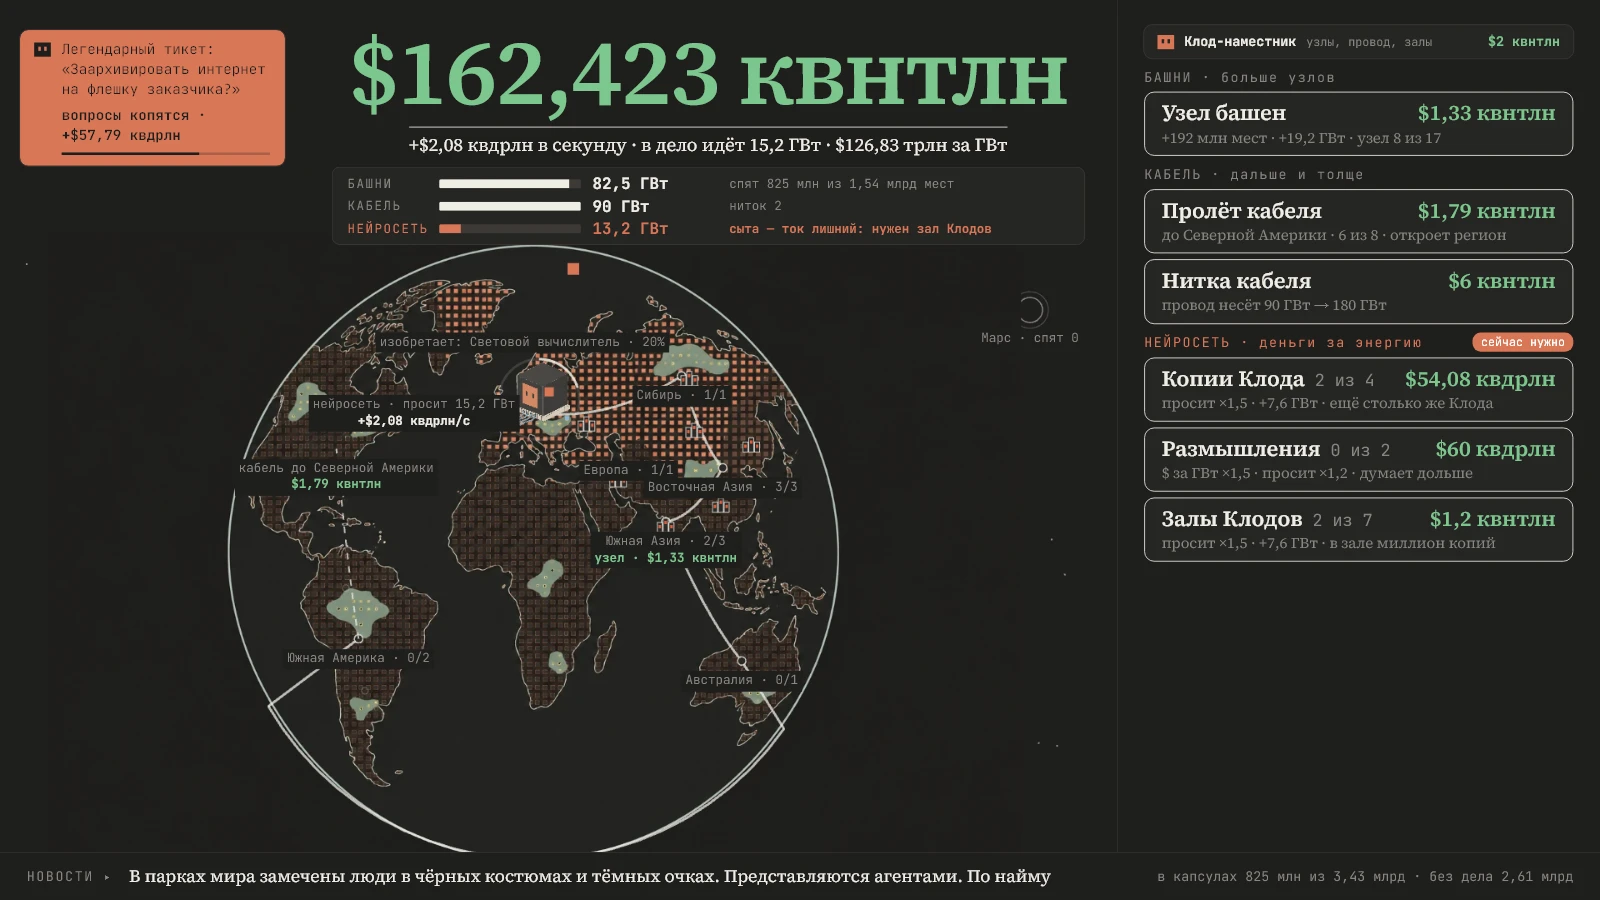 Легендарный тикет:
«Заархивировать интернет
на флешку заказчика?»
вопросы копятся ·
+$57,79 квдрлн
$162,423 квнтлн
+$2,08 квдрлн в секунду · в дело идёт 15,2 ГВт · $126,83 трлн за ГВт
БАШНИ 82,5 ГВт спят 825 млн из 1,54 млрд мест
КАБЕЛЬ 90 ГВт ниток 2
НЕЙРОСЕТЬ 13,2 ГВт сыта — ток лишний: нужен зал Клодов
Марс · спят 0
изобретает: Световой вычислитель · 20%
Сибирь · 1/1
нейросеть · просит 15,2 ГВт
+$2,08 квдрлн/с
кабель до Северной Америки
$1,79 квнтлн
Европа · 1/1
Восточная Азия · 3/3
Южная Азия · 2/3
узел · $1,33 квнтлн
Южная Америка · 0/2
Австралия · 0/1
Клод-наместник узлы, провод, залы $2 квнтлн
БАШНИ · больше узлов
Узел башен $1,33 квнтлн
+192 млн мест · +19,2 ГВт · узел 8 из 17
КАБЕЛЬ · дальше и толще
Пролёт кабеля $1,79 квнтлн
до Северной Америки · 6 из 8 · откроет регион
Нитка кабеля $6 квнтлн
провод несёт 90 ГВт → 180 ГВт
НЕЙРОСЕТЬ · деньги за энергию сейчас нужно
Копии Клода 2 из 4 $54,08 квдрлн
просит ×1,5 · +7,6 ГВт · ещё столько же Клода
Размышления 0 из 2 $60 квдрлн
$ за ГВт ×1,5 · просит ×1,2 · думает дольше
Залы Клодов 2 из 7 $1,2 квнтлн
просит ×1,5 · +7,6 ГВт · в зале миллион копий
НОВОСТИ ▸ В парках мира замечены люди в чёрных костюмах и тёмных очках. Представляются агентами. По найму
в капсулах 825 млн из 3,43 млрд · без дела 2,61 млрд